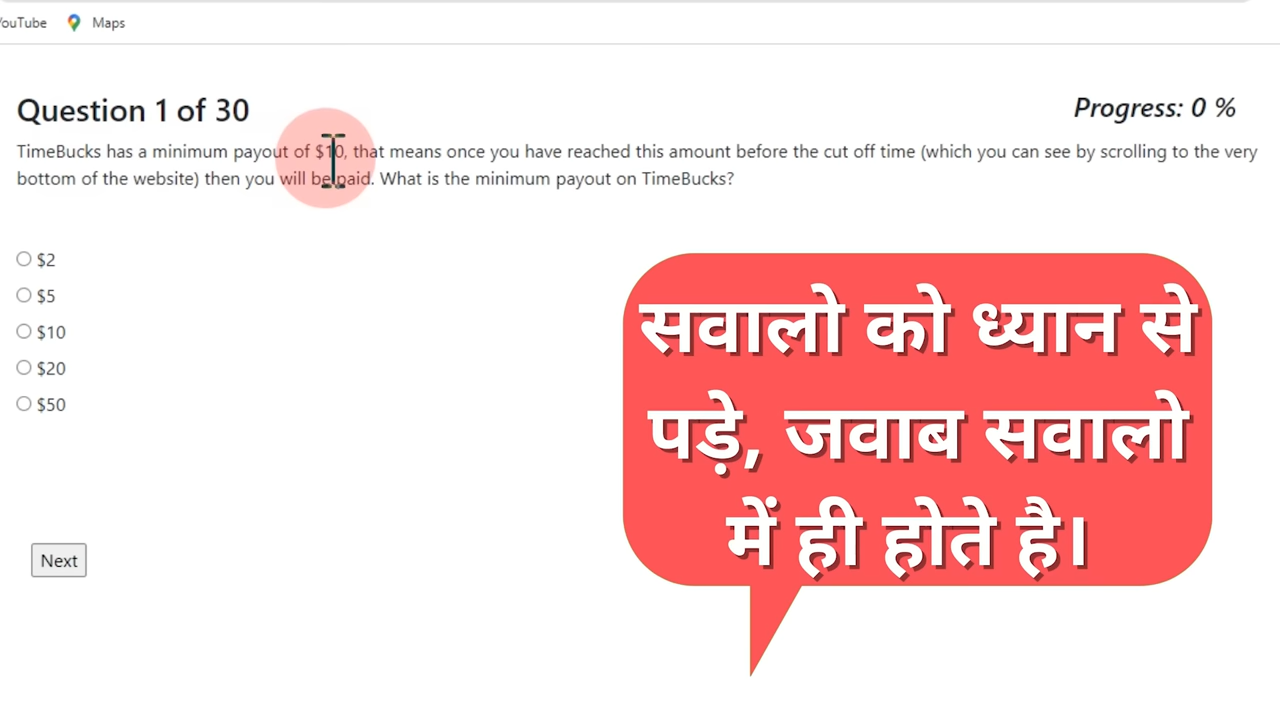 YouTube Maps
Question 1 of 30
Progress: 0 %
TimeBucks has a minimum payout of $10, that means once you have reached this amount before the cut off time (which you can see by scrolling to the very
bottom of the website) then you will be paid. What is the minimum payout on TimeBucks?
$2
$5
$10
$20
$50
सवालो को ध्यान से
पड़े, जवाब सवालो
में ही होते है।
Next